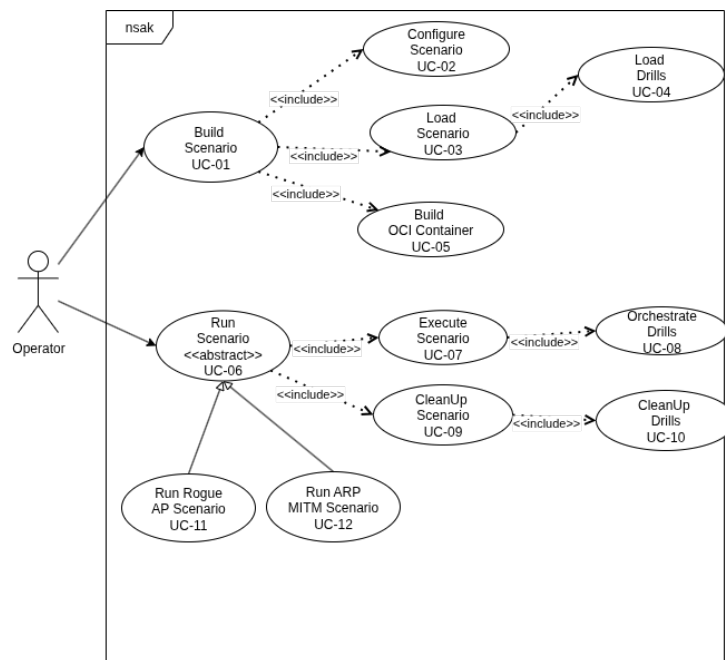 nsak
Configure
Scenario
UC-02
Load
Drills
UC-04
<<include>>
<<include>>
Build
Scenario
UC-01
Load
Scenario
UC-03
<<include>>
<<include>>
Build
OCI Container
UC-05
Operator
Run
Scenario
<<abstract>>
UC-06
<<include>>
Execute
Scenario
UC-07
<<include>>
Orchestrate
Drills
UC-08
<<include>>
CleanUp
Scenario
UC-09
<<include>>
CleanUp
Drills
UC-10
Run Rogue
AP Scenario
UC-11
Run ARP
MITM Scenario
UC-12